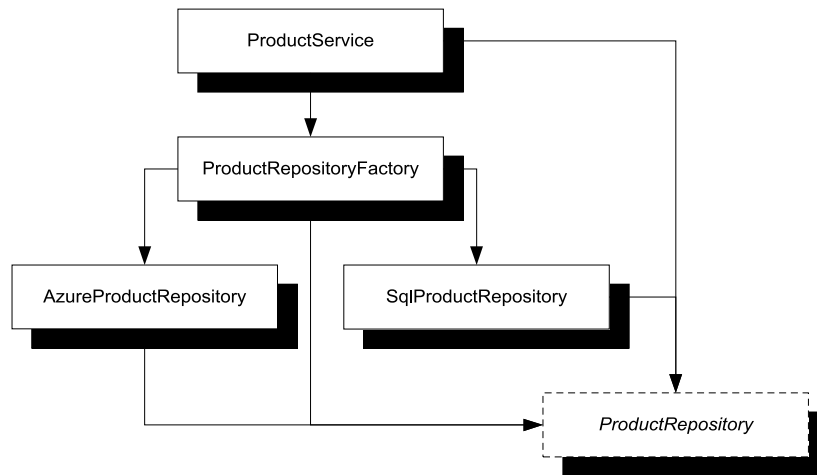 ProductService
ProductRepositoryFactory
AzureProductRepository
SqlProductRepository
ProductRepository